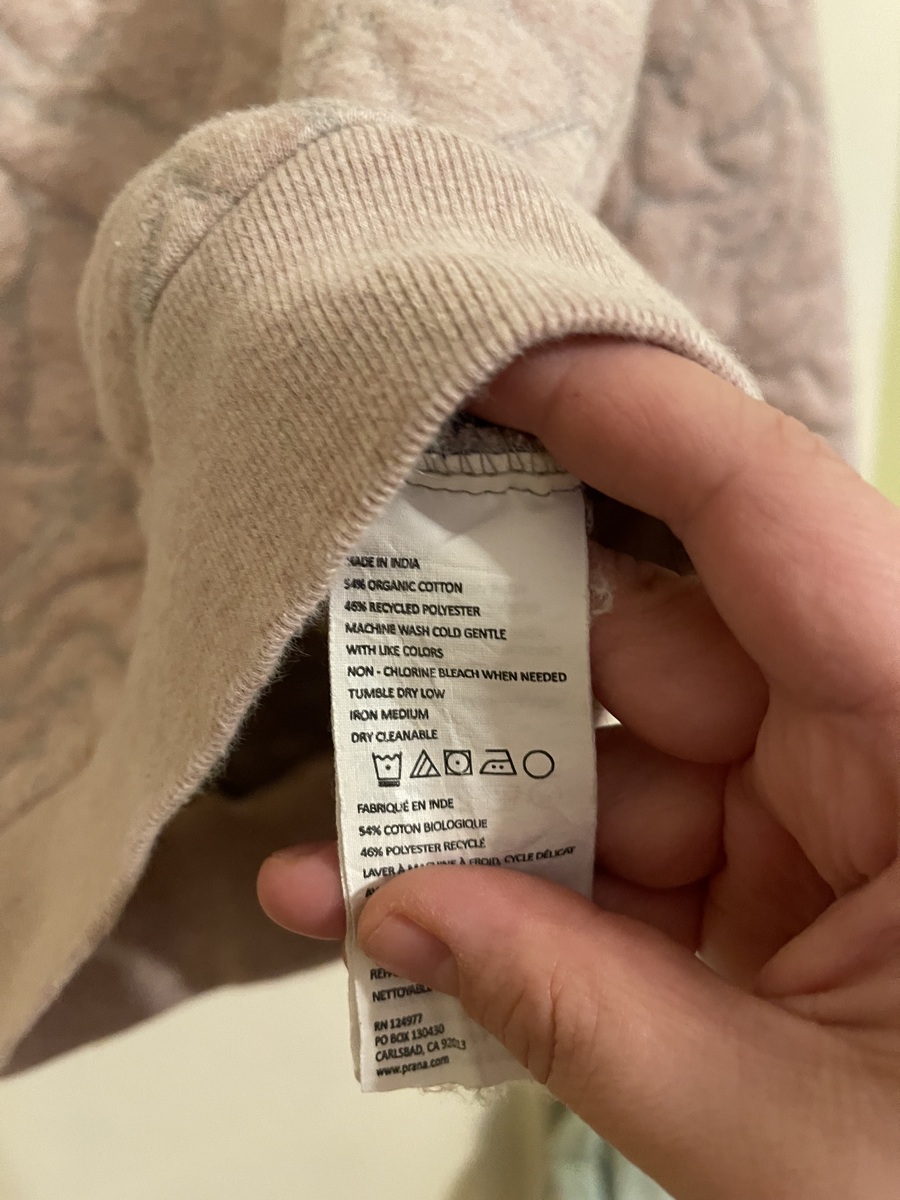 MADE IN INDIA
54% ORGANIC COTTON
46% RECYCLED POLYESTER
MACHINE WASH COLD GENTLE
WITH LIKE COLORS
NON - CHLORINE BLEACH WHEN NEEDED
TUMBLE DRY LOW
IRON MEDIUM
DRY CLEANABLE
FABRIQUÉ EN INDE
54% COTON BIOLOGIQUE
46% POLYESTER RECYCLÉ
LAVER À MACHINE À FROID, CYCLE DÉLICAT
RN 124977
PO BOX 130430
CARLSBAD, CA 92013
www.prana.com